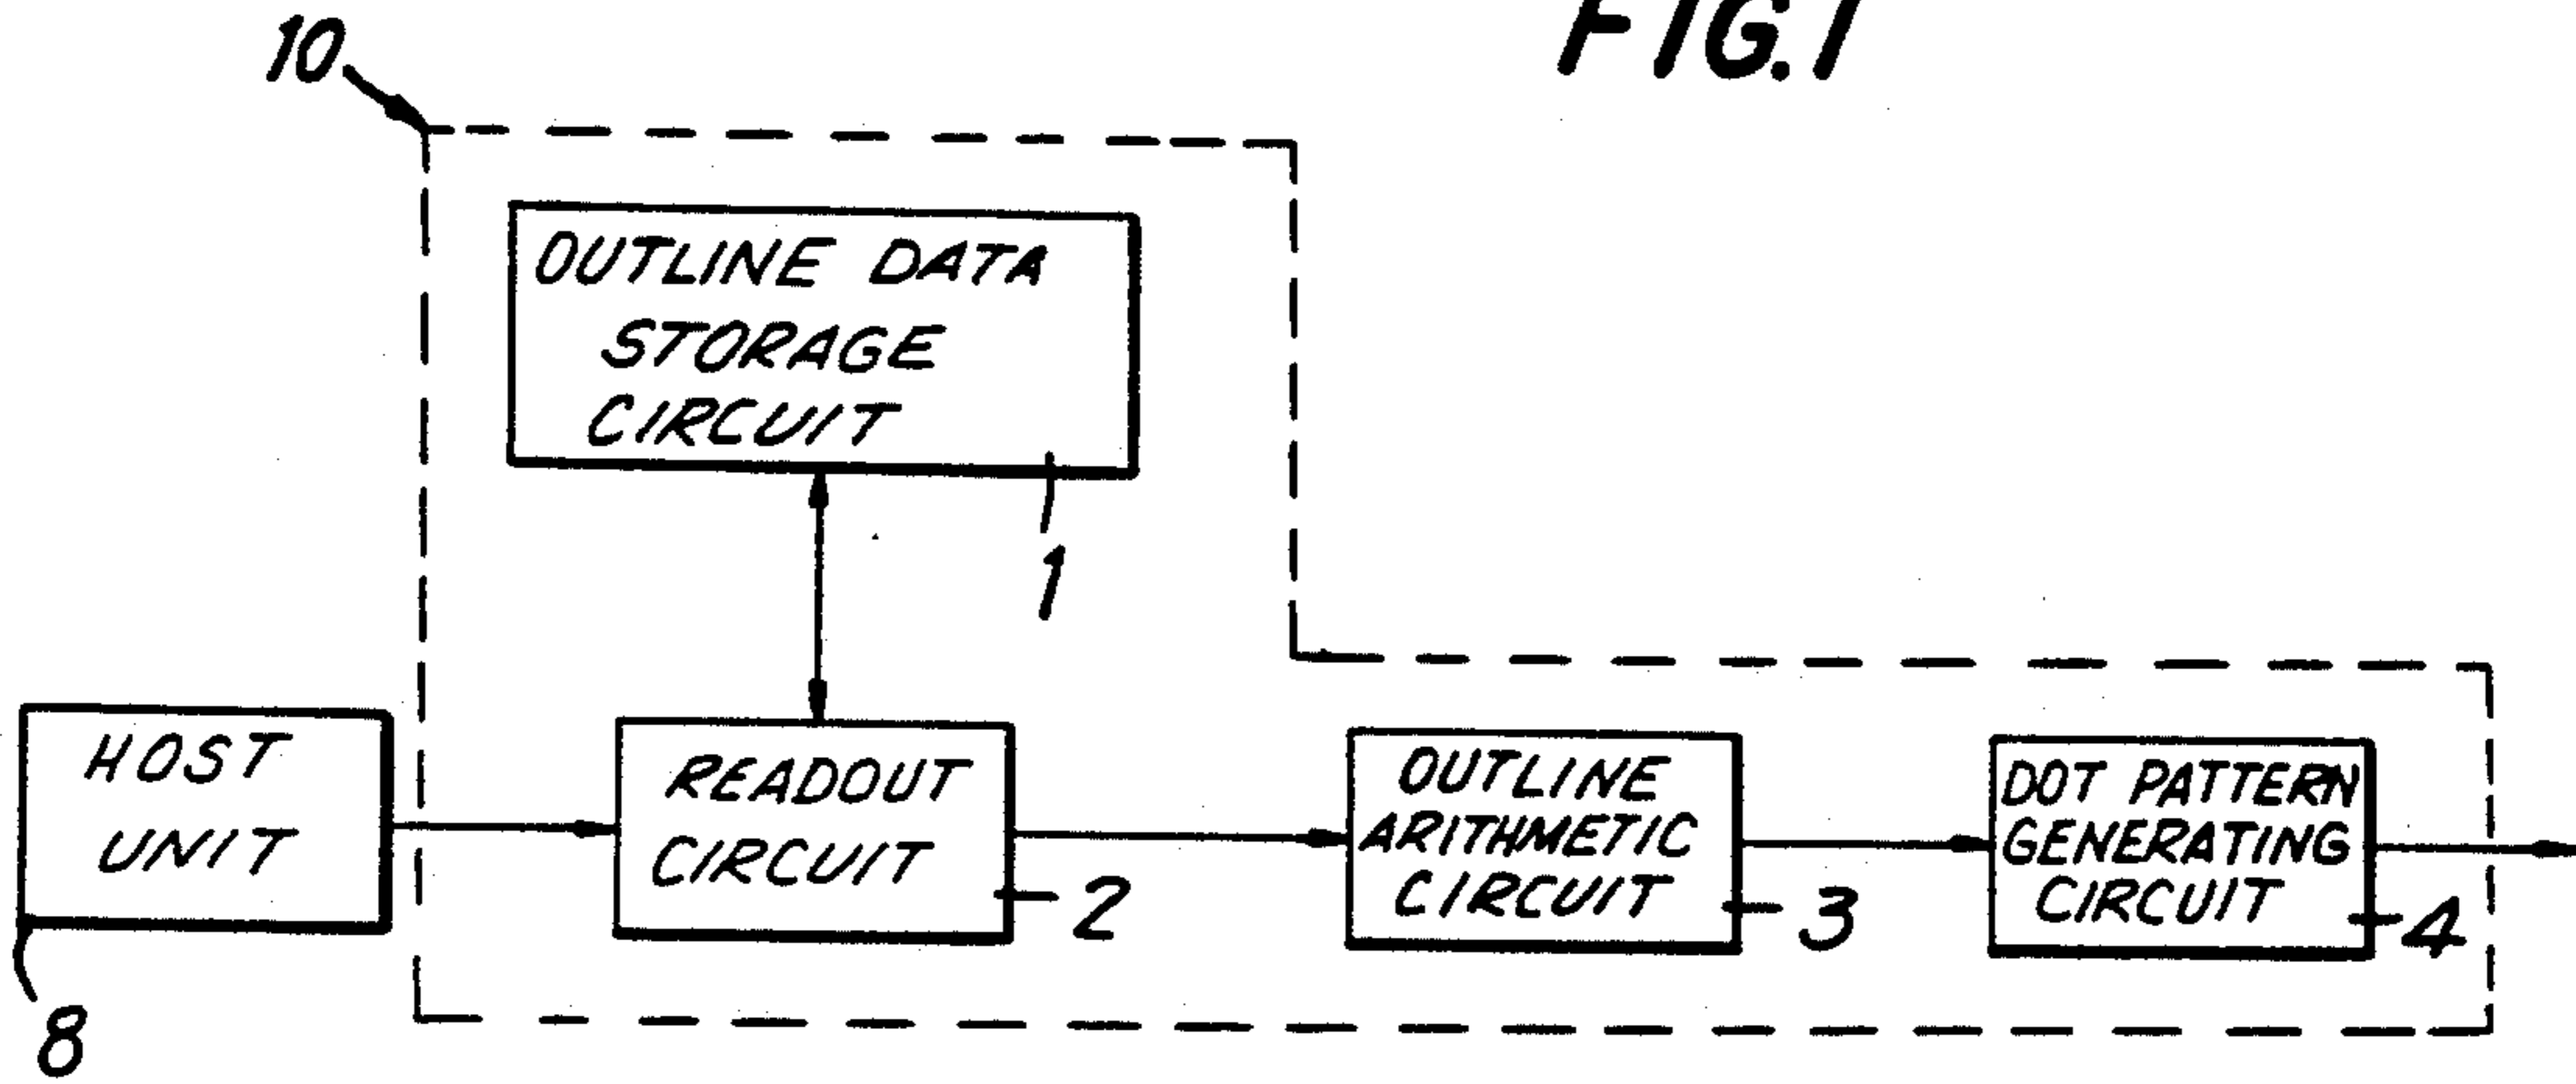 FIG.1
10
OUTLINE DATA
STORAGE
CIRCUIT
1
HOST
UNIT
8
READOUT
CIRCUIT
2
OUTLINE
ARITHMETIC
CIRCUIT
3
DOT PATTERN
GENERATING
CIRCUIT
4